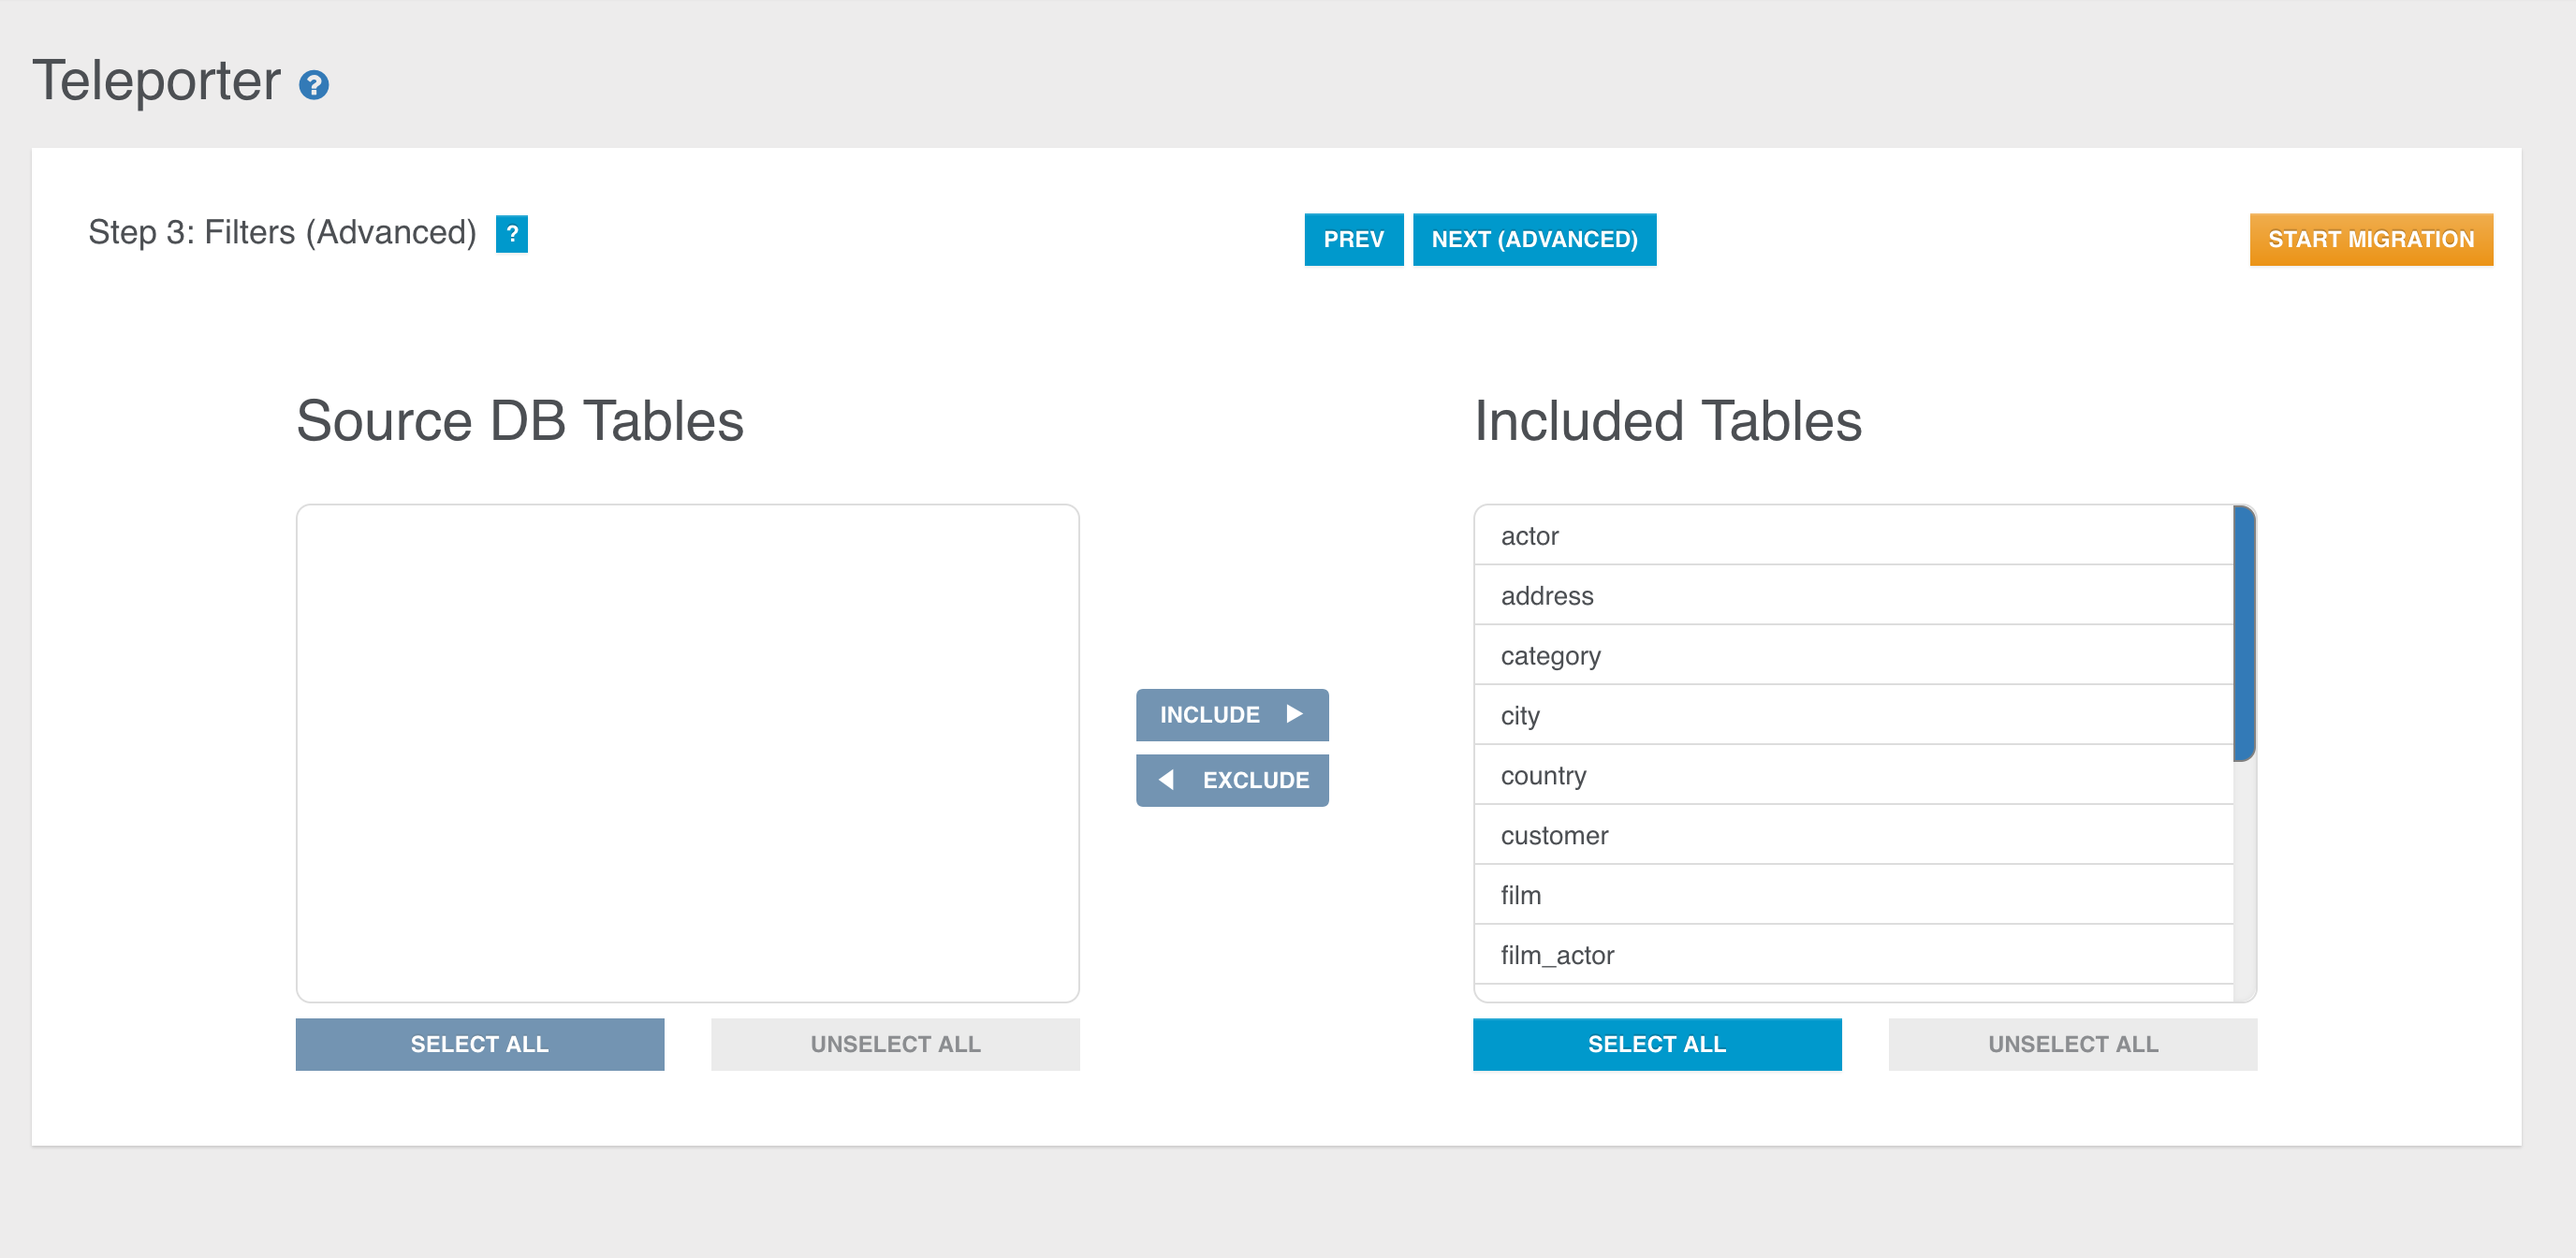 Teleporter ?
Step 3: Filters (Advanced) ?
PREV
NEXT (ADVANCED)
START MIGRATION
Source DB Tables
INCLUDE
EXCLUDE
SELECT ALL
UNSELECT ALL
Included Tables
actor
address
category
city
country
customer
film
film_actor
SELECT ALL
UNSELECT ALL